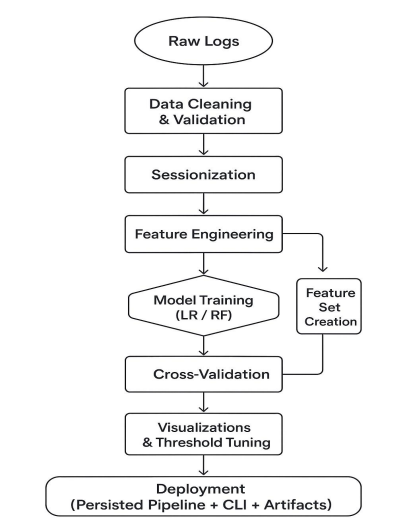 Raw Logs
Data Cleaning
& Validation
Sessionization
Feature Engineering
Model Training
(LR / RF)
Feature
Set
Creation
Cross-Validation
Visualizations
& Threshold Tuning
Deployment
(Persisted Pipeline + CLI + Artifacts)